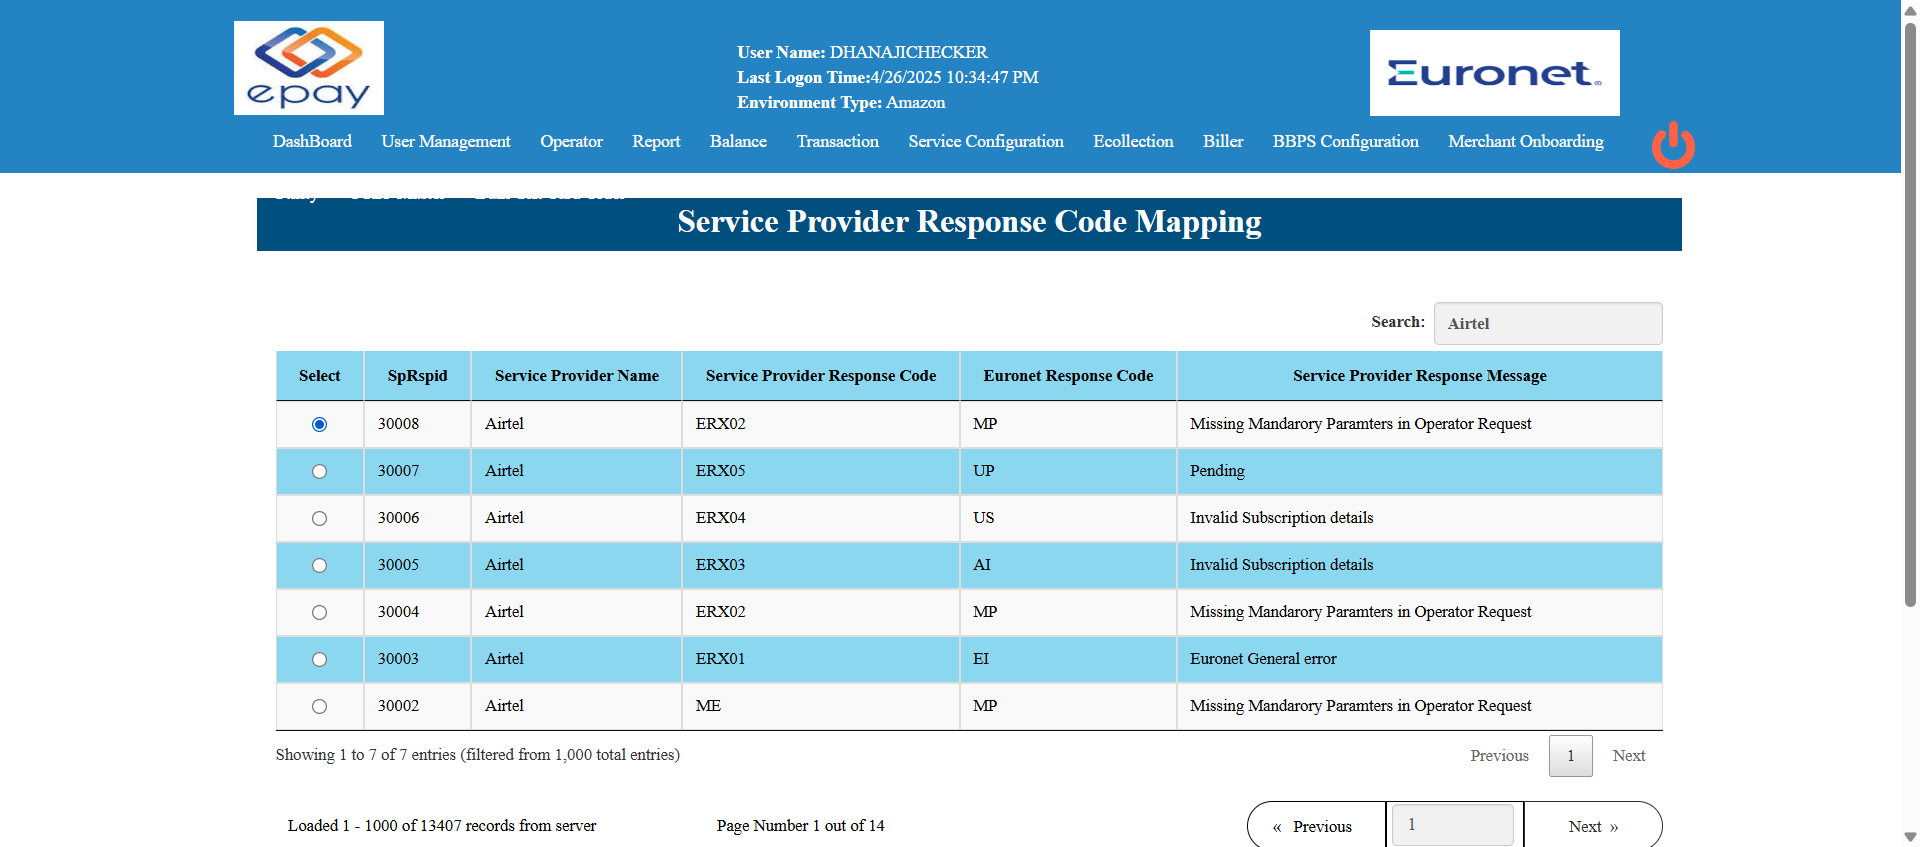 epay
User Name: DHANAJICHECKER
Last Logon Time:4/26/2025 10:34:47 PM
Environment Type: Amazon
Euronet
DashBoard User Management Operator Report Balance Transaction Service Configuration Ecollection Biller BBPS Configuration Merchant Onboarding
Service Provider Response Code Mapping
Search: Airtel
Select SpRspid Service Provider Name Service Provider Response Code Euronet Response Code Service Provider Response Message
30008 Airtel ERX02 MP Missing Mandarory Paramters in Operator Request
30007 Airtel ERX05 UP Pending
30006 Airtel ERX04 US Invalid Subscription details
30005 Airtel ERX03 AI Invalid Subscription details
30004 Airtel ERX02 MP Missing Mandarory Paramters in Operator Request
30003 Airtel ERX01 EI Euronet General error
30002 Airtel ME MP Missing Mandarory Paramters in Operator Request
Showing 1 to 7 of 7 entries (filtered from 1,000 total entries) Previous 1 Next
Loaded 1 - 1000 of 13407 records from server Page Number 1 out of 14 « Previous 1 Next »